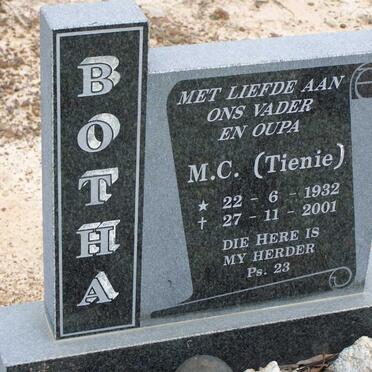 BOTHA
MET LIEFDE AAN
ONS VADER
EN OUPA
M.C. (Tienie)
★ 22 - 6 - 1932
✝ 27 - 11 - 2001
DIE HERE IS
MY HERDER
Ps. 23